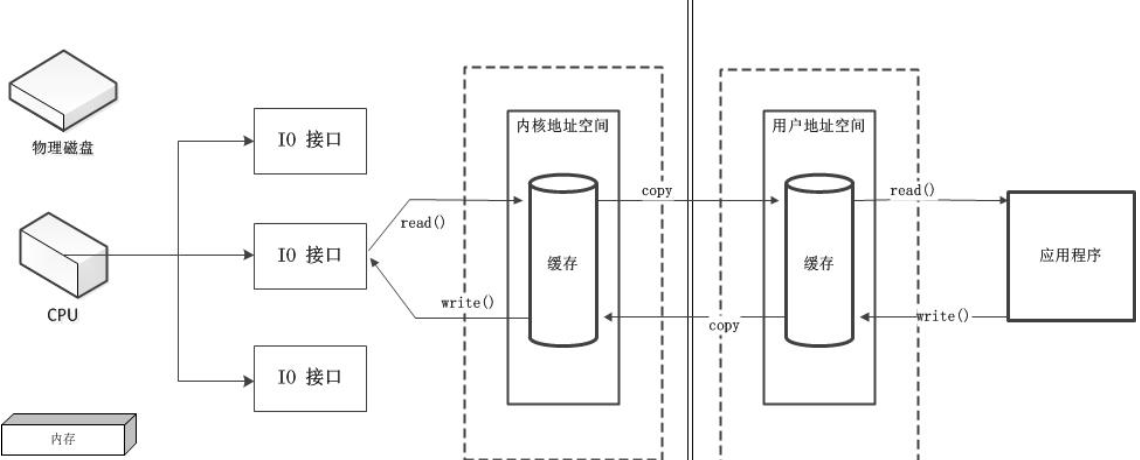 物理磁盘
CPU
内存
IO 接口
IO 接口
IO 接口
read()
write()
内核地址空间
缓存
copy
copy
用户地址空间
缓存
read()
write()
应用程序